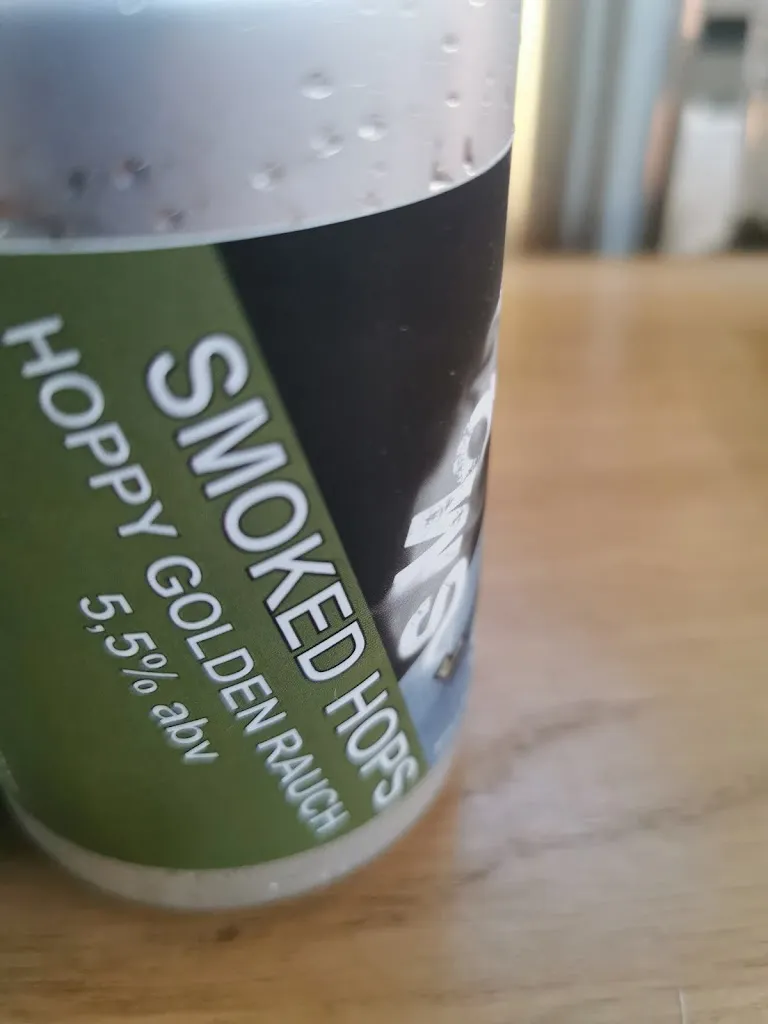 SMOKED HOPS
HOPPY GOLDEN RAUCH
5,5% abv